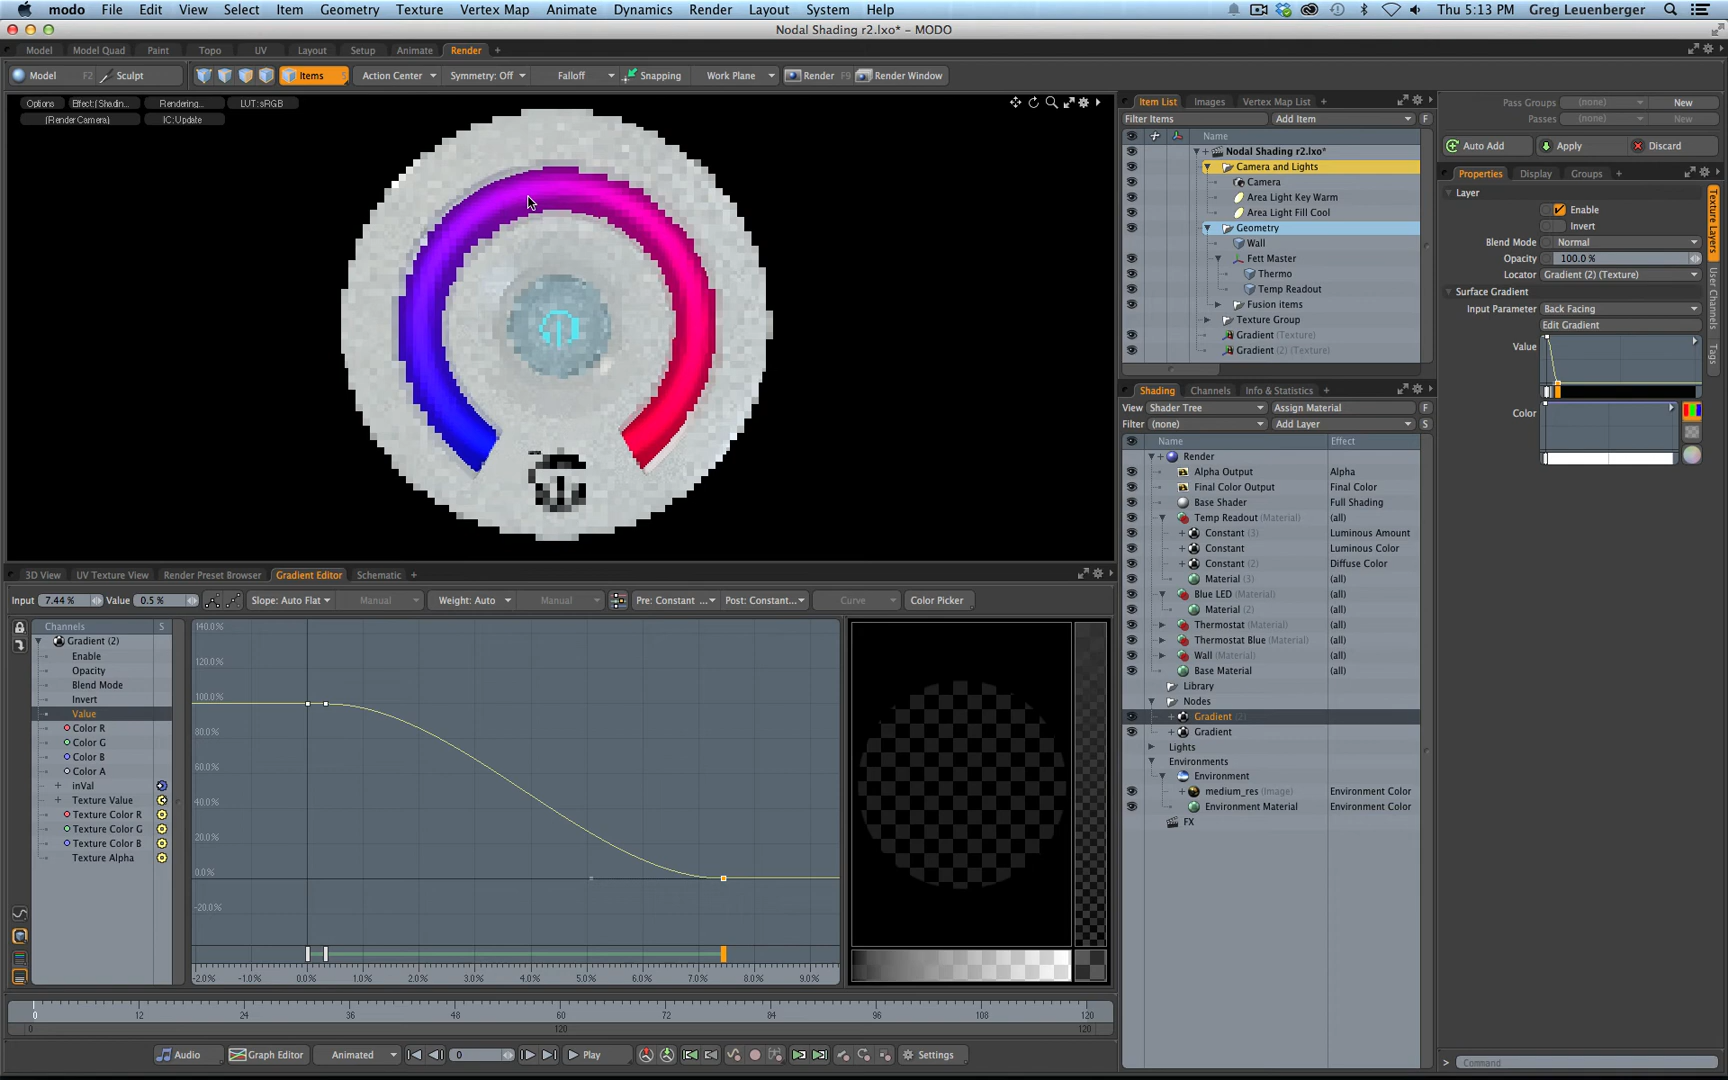 modo File Edit View Select Item Geometry Texture Vertex Map Animate Dynamics Render Layout System Help Thu 5:13 PM Greg Leuenberger
Nodal Shading r2.lxo* – MODO
Model Model Quad Paint Topo UV Layout Setup Animate Render +
Model F2 Sculpt Items 5 Action Center Symmetry: Off Falloff Snapping Work Plane Render F9 Render Window
Options Effect:(Shadin... Rendering... LUT:sRGB
(Render Camera) IC:Update
Item List Images Vertex Map List +
Filter Items Add Item F
Name
Nodal Shading r2.lxo*
Camera and Lights
Camera
Area Light Key Warm
Area Light Fill Cool
Geometry
Wall
Fett Master
Thermo
Temp Readout
Fusion items
Texture Group
Gradient (Texture)
Gradient (2) (Texture)
Pass Groups (none) New
Passes (none) New
Auto Add Apply Discard
Properties Display Groups +
Layer
Enable
Invert
Blend Mode Normal
Opacity 100.0 %
Locator Gradient (2) (Texture)
Surface Gradient
Input Parameter Back Facing
Edit Gradient
Value
Color
Texture Layers
User Channels
Tags
Shading Channels Info & Statistics +
View Shader Tree Assign Material F
Filter (none) Add Layer S
Name Effect
Render
Alpha Output Alpha
Final Color Output Final Color
Base Shader Full Shading
Temp Readout (Material) (all)
Constant (3) Luminous Amount
Constant Luminous Color
Constant (2) Diffuse Color
Material (3) (all)
Blue LED (Material) (all)
Material (2) (all)
Thermostat (Material) (all)
Thermostat Blue (Material) (all)
Wall (Material) (all)
Base Material (all)
Library
Nodes
Gradient (2)
Gradient
Lights
Environments
Environment
medium_res (Image) Environment Color
Environment Material Environment Color
FX
3D View UV Texture View Render Preset Browser Gradient Editor Schematic +
Input 7.44 % Value 0.5 % Slope: Auto Flat Manual Weight: Auto Manual Pre: Constant ... Post: Constant... Curve Color Picker
Channels S
Gradient (2)
Enable
Opacity
Blend Mode
Invert
Value
Color R
Color G
Color B
Color A
inVal
Texture Value
Texture Color R
Texture Color G
Texture Color B
Texture Alpha
140.0%
120.0%
100.0%
80.0%
60.0%
40.0%
20.0%
0.0%
-20.0%
-2.0% -1.0% 0.0% 1.0% 2.0% 3.0% 4.0% 5.0% 6.0% 7.0% 8.0% 9.0%
0 12 24 36 48 60 72 84 96 108 120
0 120 120
Audio Graph Editor Animated 0 Play Settings
Command